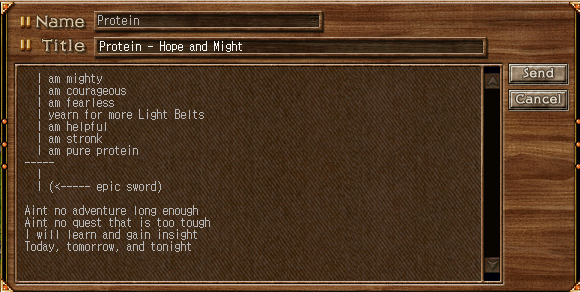 Name Protein
Title Protein - Hope and Might
I am mighty
I am courageous
I am fearless
I yearn for more Light Belts
I am helpful
I am stronk
I am pure protein
-----
|
| (<----- epic sword)
Aint no adventure long enough
Aint no quest that is too tough
I will learn and gain insight
Today, tomorrow, and tonight
Send
Cancel